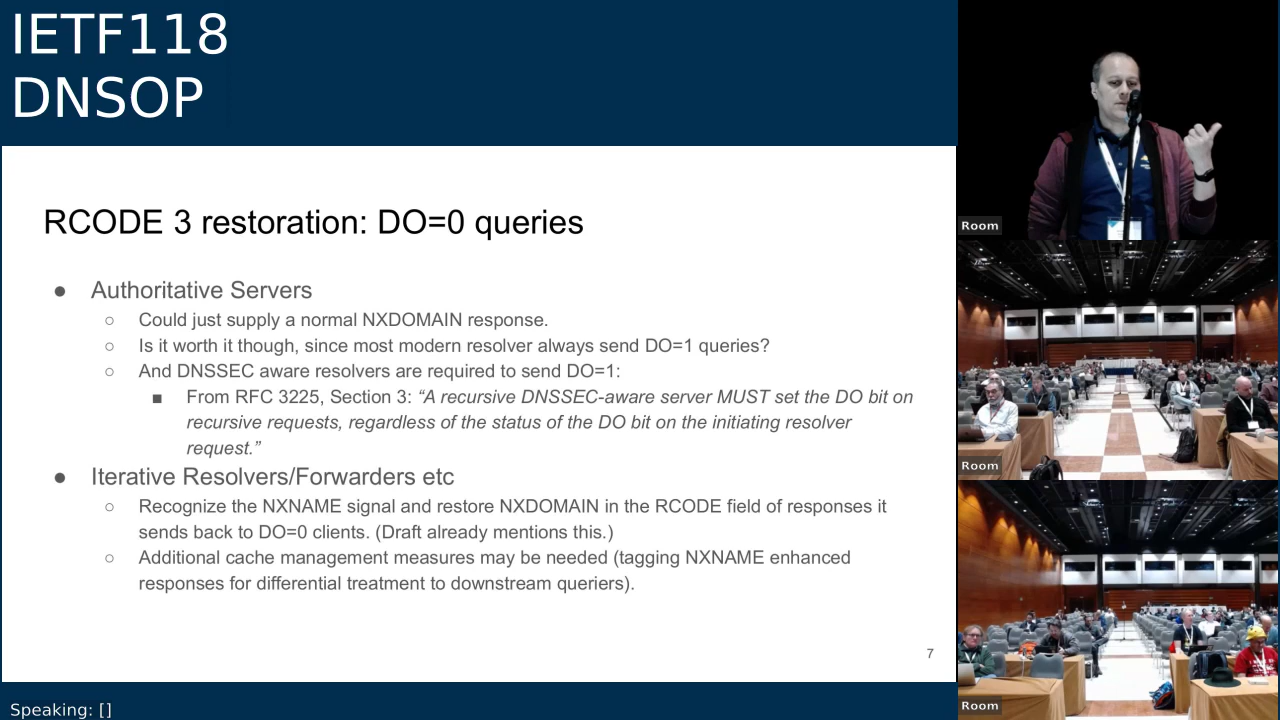 IETF118
DNSOP
RCODE 3 restoration: DO=0 queries
● Authoritative Servers
○ Could just supply a normal NXDOMAIN response.
○ Is it worth it though, since most modern resolver always send DO=1 queries?
○ And DNSSEC aware resolvers are required to send DO=1:
■ From RFC 3225, Section 3: “A recursive DNSSEC-aware server MUST set the DO bit on
recursive requests, regardless of the status of the DO bit on the initiating resolver
request.”
● Iterative Resolvers/Forwarders etc
○ Recognize the NXNAME signal and restore NXDOMAIN in the RCODE field of responses it
sends back to DO=0 clients. (Draft already mentions this.)
○ Additional cache management measures may be needed (tagging NXNAME enhanced
responses for differential treatment to downstream queriers).
7
Speaking: []
Room
Room
Room